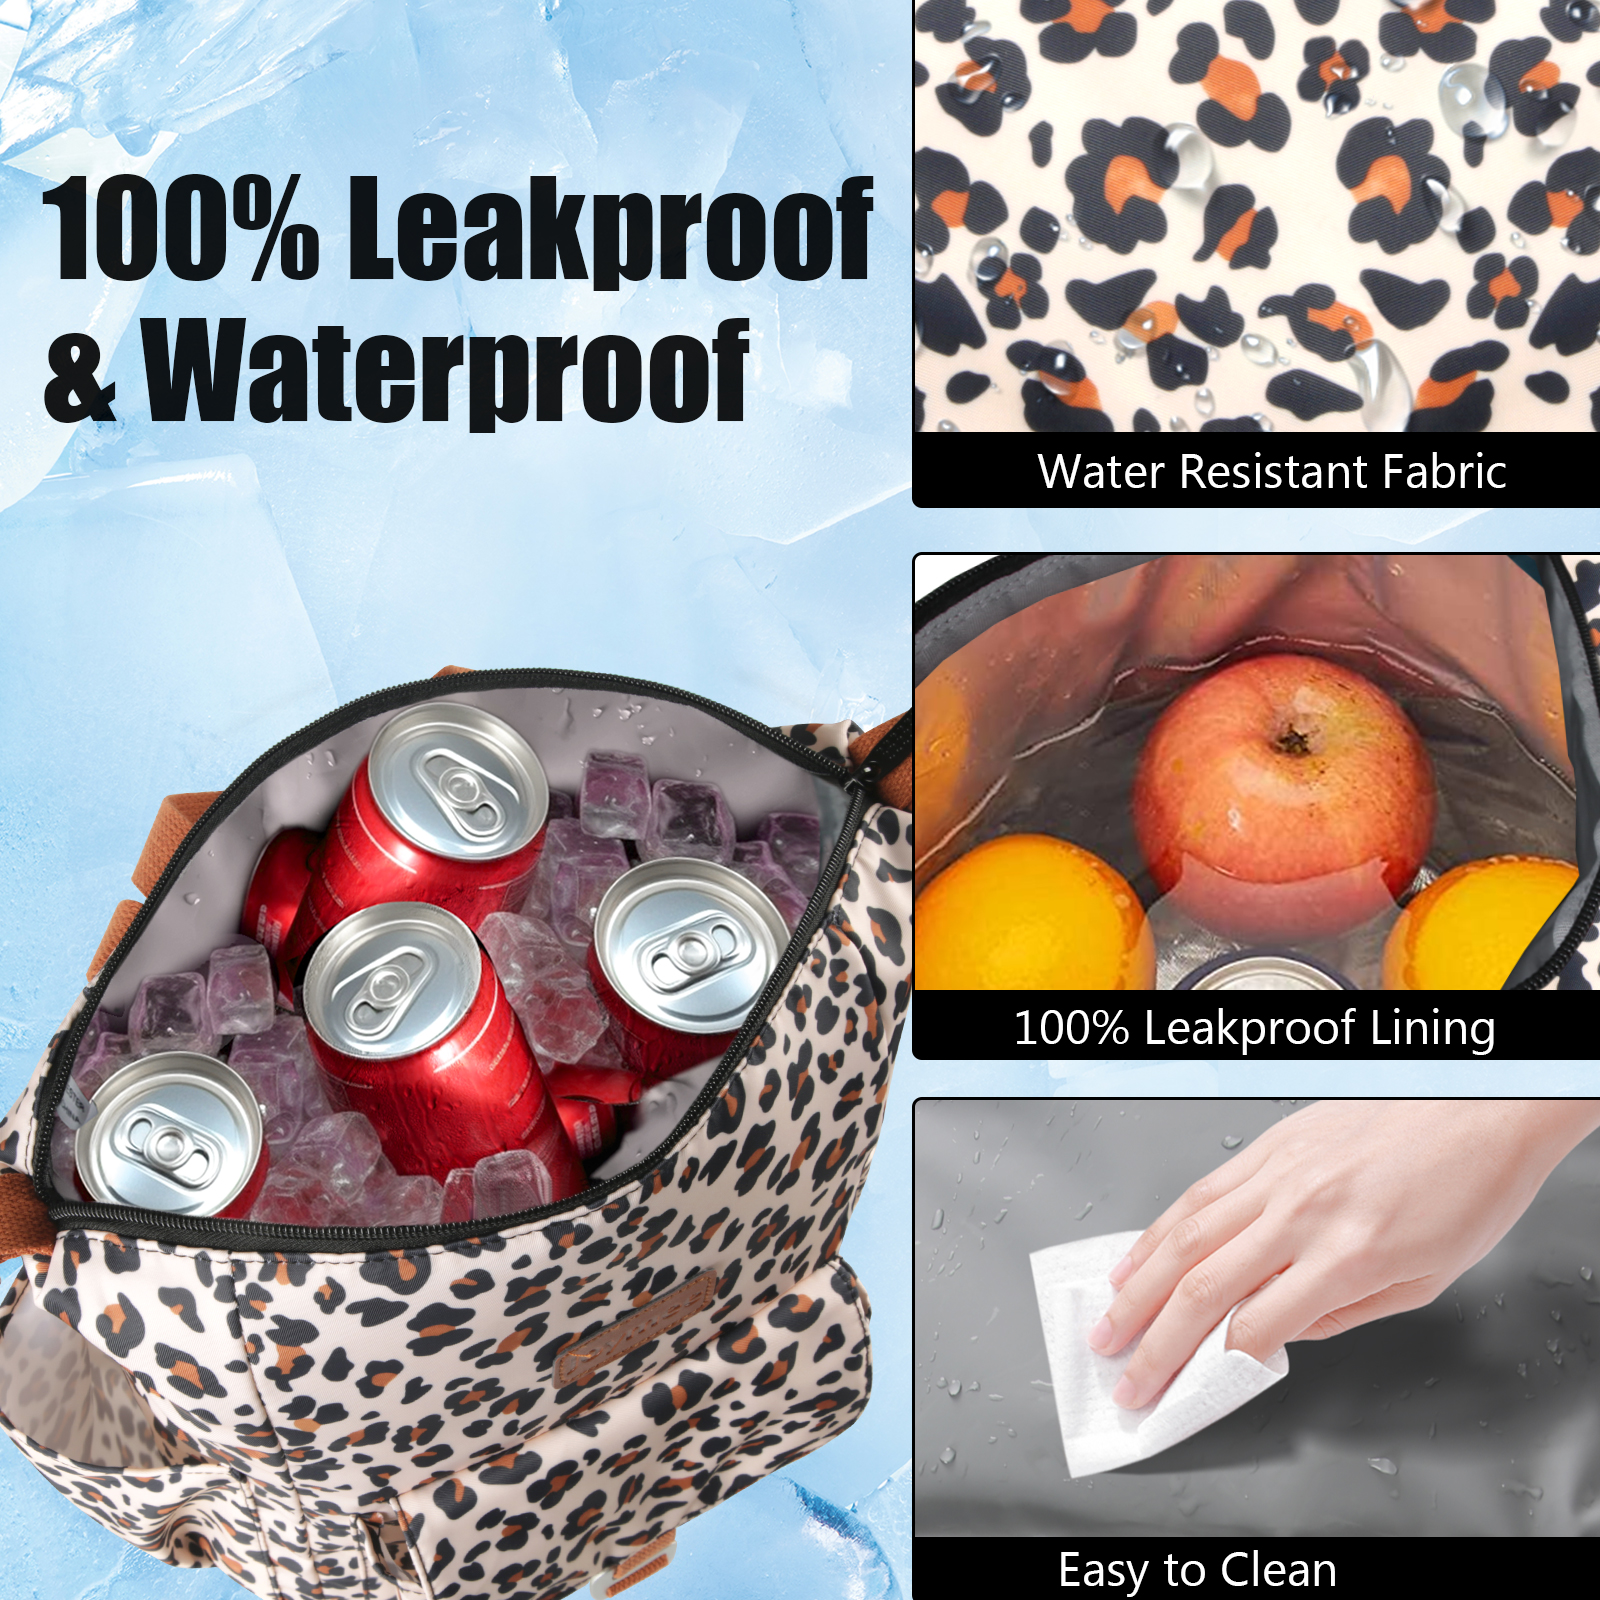 100% Leakproof
& Waterproof
Water Resistant Fabric
100% Leakproof Lining
Easy to Clean